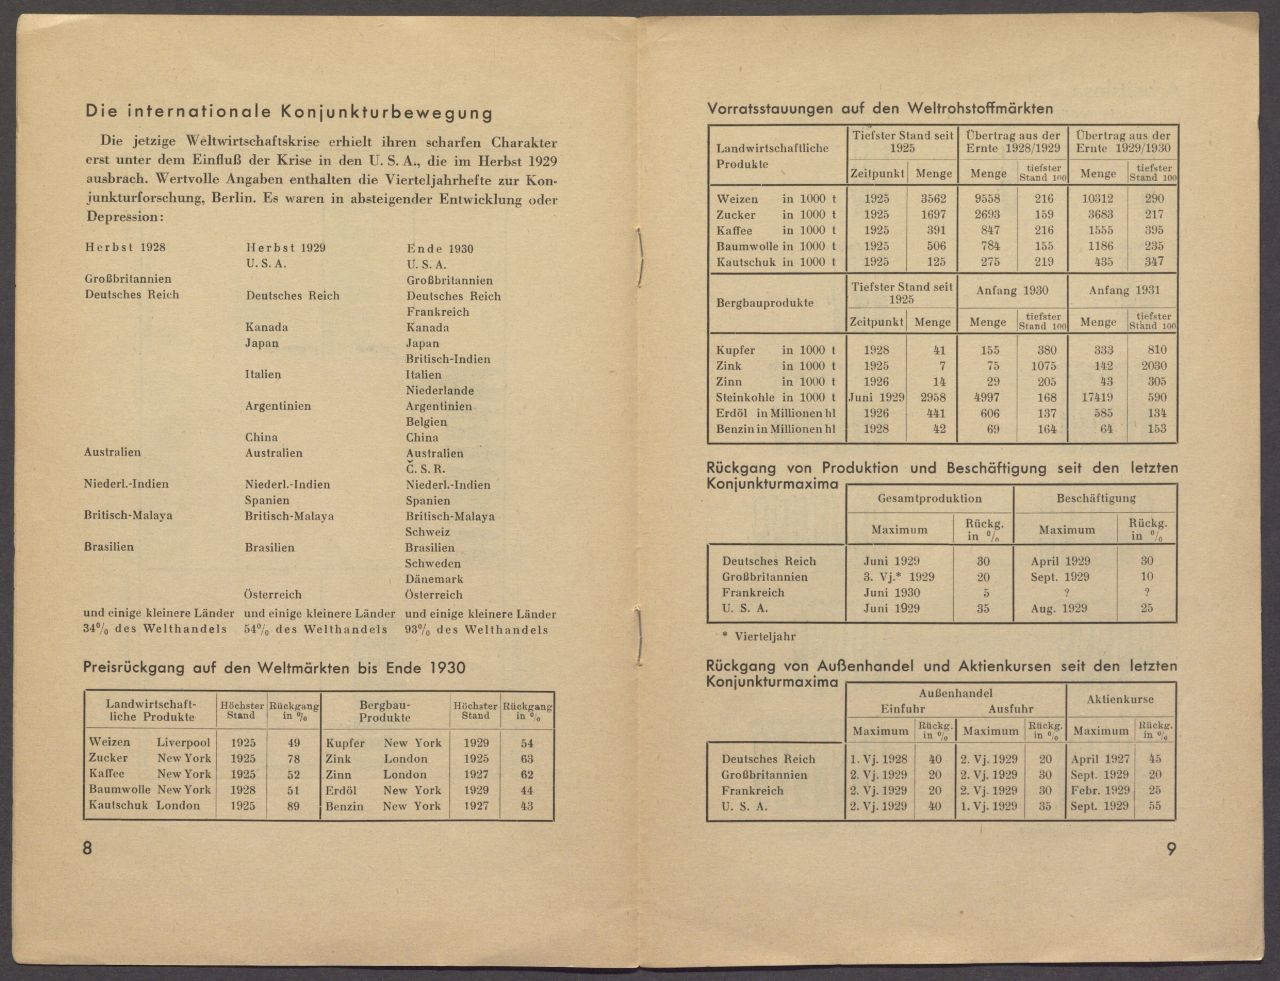 Die internationale Konjunkturbewegung
Die jetzige Weltwirtschaftskrise erhielt ihren scharfen Charakter
erst unter dem Einfluß der Krise in den U. S. A., die im Herbst 1929
ausbrach. Wertvolle Angaben enthalten die Vierteljahrhefte zur Kon-
junkturforschung, Berlin. Es waren in absteigender Entwicklung oder
Depression:
Herbst 1928 Herbst 1929 Ende 1930
U. S. A. U. S. A.
Großbritannien Großbritannien
Deutsches Reich Deutsches Reich Deutsches Reich
Frankreich
Kanada Kanada
Japan Japan
Britisch-Indien
Italien Italien
Niederlande
Argentinien Argentinien
Belgien
China China
Australien Australien Australien
Č. S. R.
Niederl.-Indien Niederl.-Indien Niederl.-Indien
Spanien Spanien
Britisch-Malaya Britisch-Malaya Britisch-Malaya
Schweiz
Brasilien Brasilien Brasilien
Schweden
Dänemark
Österreich Österreich
und einige kleinere Länder und einige kleinere Länder und einige kleinere Länder
34% des Welthandels 54% des Welthandels 93% des Welthandels
Preisrückgang auf den Weltmärkten bis Ende 1930
Landwirtschaft- Höchster Rückgang Bergbau- Höchster Rückgang
liche Produkte Stand in % Produkte Stand in %
Weizen Liverpool 1925 49 Kupfer New York 1929 54
Zucker New York 1925 78 Zink London 1925 63
Kaffee New York 1925 52 Zinn London 1927 62
Baumwolle New York 1928 51 Erdöl New York 1929 44
Kautschuk London 1925 89 Benzin New York 1927 43
8
Vorratsstauungen auf den Weltrohstoffmärkten
Landwirtschaftliche Tiefster Stand seit Übertrag aus der Übertrag aus der
Produkte 1925 Ernte 1928/1929 Ernte 1929/1930
Zeitpunkt Menge Menge tiefster Menge tiefster
Stand 100 Stand 100
Weizen in 1000 t 1925 3562 9558 216 10312 290
Zucker in 1000 t 1925 1697 2693 159 3683 217
Kaffee in 1000 t 1925 391 847 216 1555 395
Baumwolle in 1000 t 1925 506 784 155 1186 235
Kautschuk in 1000 t 1925 125 275 219 435 347
Bergbauprodukte Tiefster Stand seit Anfang 1930 Anfang 1931
1925
Zeitpunkt Menge Menge tiefster Menge tiefster
Stand 100 Stand 100
Kupfer in 1000 t 1928 41 155 380 333 810
Zink in 1000 t 1925 7 75 1075 142 2030
Zinn in 1000 t 1926 14 29 205 43 305
Steinkohle in 1000 t Juni 1929 2958 4997 168 17419 590
Erdöl in Millionen hl 1926 441 606 137 585 134
Benzin in Millionen hl 1928 42 69 164 64 153
Rückgang von Produktion und Beschäftigung seit den letzten
Konjunkturmaxima
Gesamtproduktion Beschäftigung
Maximum Rückg. Maximum Rückg.
in % in %
Deutsches Reich Juni 1929 30 April 1929 30
Großbritannien 3. Vj.* 1929 20 Sept. 1929 10
Frankreich Juni 1930 5 ? ?
U. S. A. Juni 1929 35 Aug. 1929 25
* Vierteljahr
Rückgang von Außenhandel und Aktienkursen seit den letzten
Konjunkturmaxima
Außenhandel Aktienkurse
Einfuhr Ausfuhr
Maximum Rückg. Maximum Rückg. Maximum Rückg.
in % in % in %
Deutsches Reich 1. Vj. 1928 40 2. Vj. 1929 20 April 1927 45
Großbritannien 2. Vj. 1929 20 2. Vj. 1929 30 Sept. 1929 20
Frankreich 2. Vj. 1929 20 2. Vj. 1929 30 Febr. 1929 25
U. S. A. 2. Vj. 1929 40 1. Vj. 1929 35 Sept. 1929 55
9